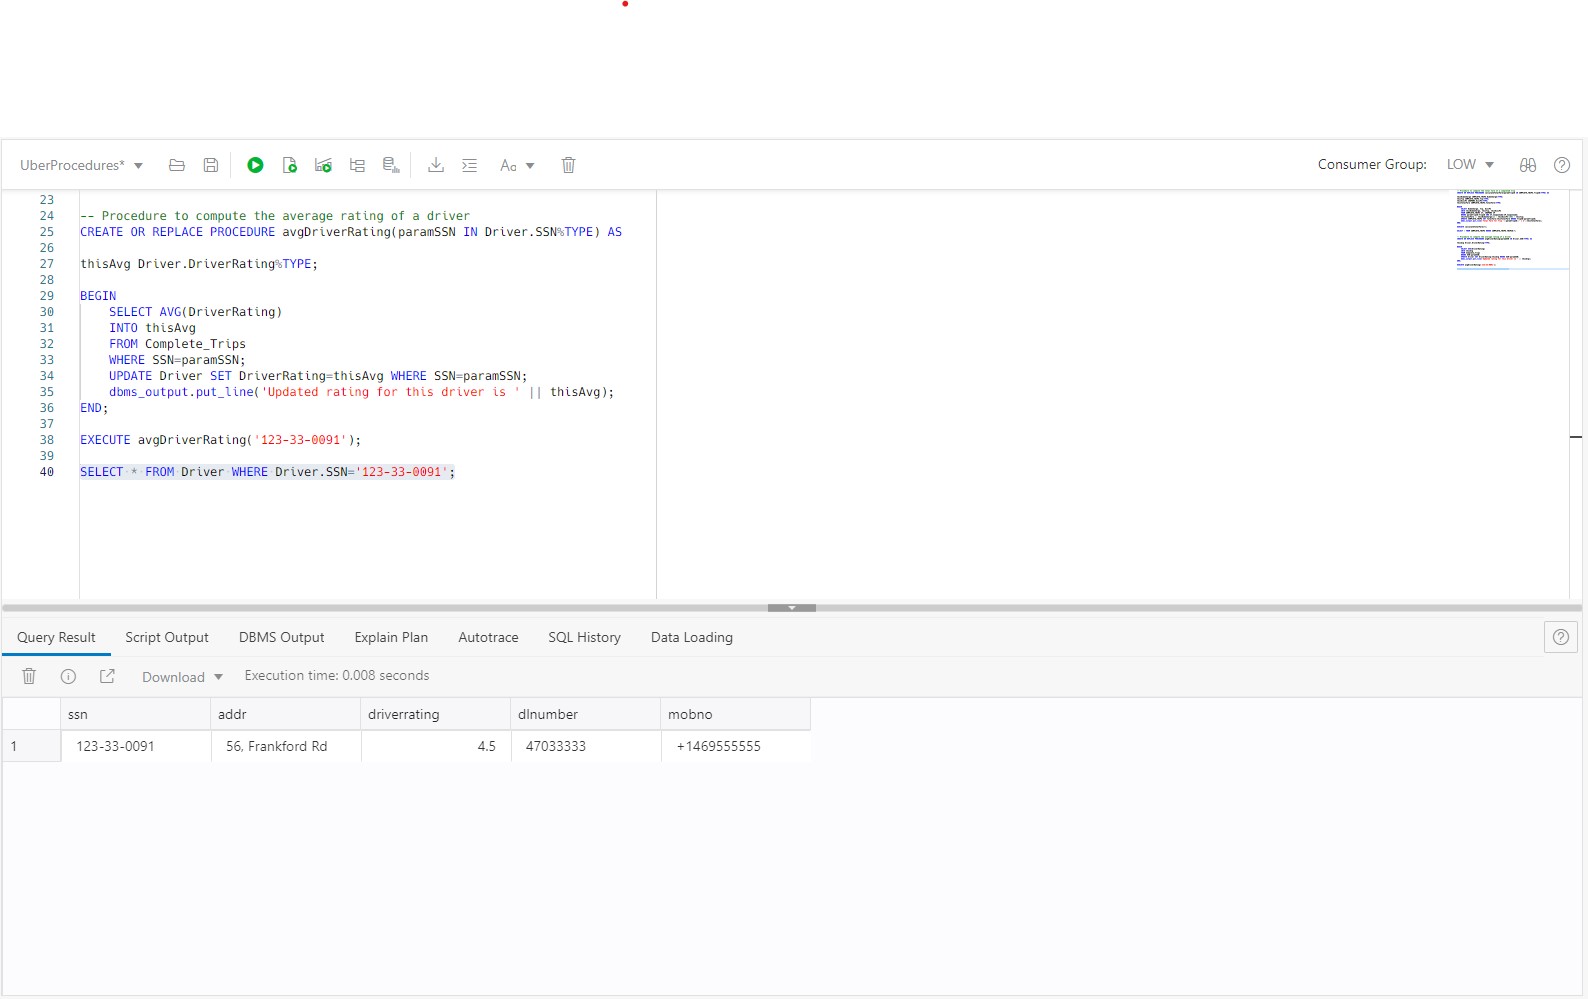 UberProcedures*
Aa
Consumer Group: LOW
23
24 -- Procedure to compute the average rating of a driver
25 CREATE OR REPLACE PROCEDURE avgDriverRating(paramSSN IN Driver.SSN%TYPE) AS
26
27 thisAvg Driver.DriverRating%TYPE;
28
29 BEGIN
30 SELECT AVG(DriverRating)
31 INTO thisAvg
32 FROM Complete_Trips
33 WHERE SSN=paramSSN;
34 UPDATE Driver SET DriverRating=thisAvg WHERE SSN=paramSSN;
35 dbms_output.put_line('Updated rating for this driver is ' || thisAvg);
36 END;
37
38 EXECUTE avgDriverRating('123-33-0091');
39
40 SELECT * FROM Driver WHERE Driver.SSN='123-33-0091';
Query Result Script Output DBMS Output Explain Plan Autotrace SQL History Data Loading
Download Execution time: 0.008 seconds
ssn addr driverrating dlnumber mobno
1 123-33-0091 56, Frankford Rd 4.5 47033333 +1469555555